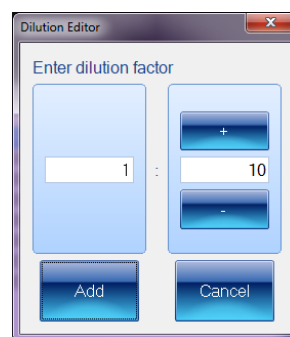 Dilution Editor
Enter dilution factor
+
1 : 10
-
Add Cancel